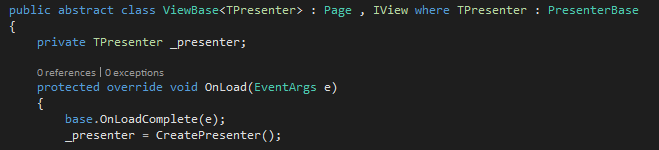 public abstract class ViewBase<TPresenter> : Page , IView where TPresenter : PresenterBase
{
private TPresenter _presenter;
0 references | 0 exceptions
protected override void OnLoad(EventArgs e)
{
base.OnLoadComplete(e);
_presenter = CreatePresenter();